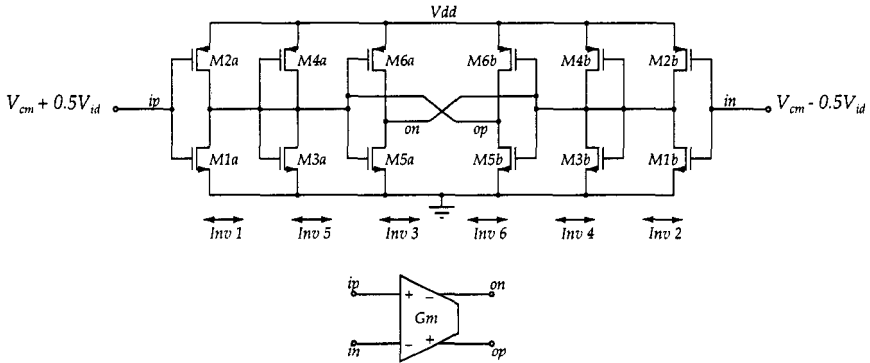 Vdd
M2a M4a M6a M6b M4b M2b
Vcm + 0.5Vid ip in Vcm - 0.5Vid
on op
M1a M3a M5a M5b M3b M1b
Inv 1 Inv 5 Inv 3 Inv 6 Inv 4 Inv 2
ip on
+ −
Gm
− +
in op